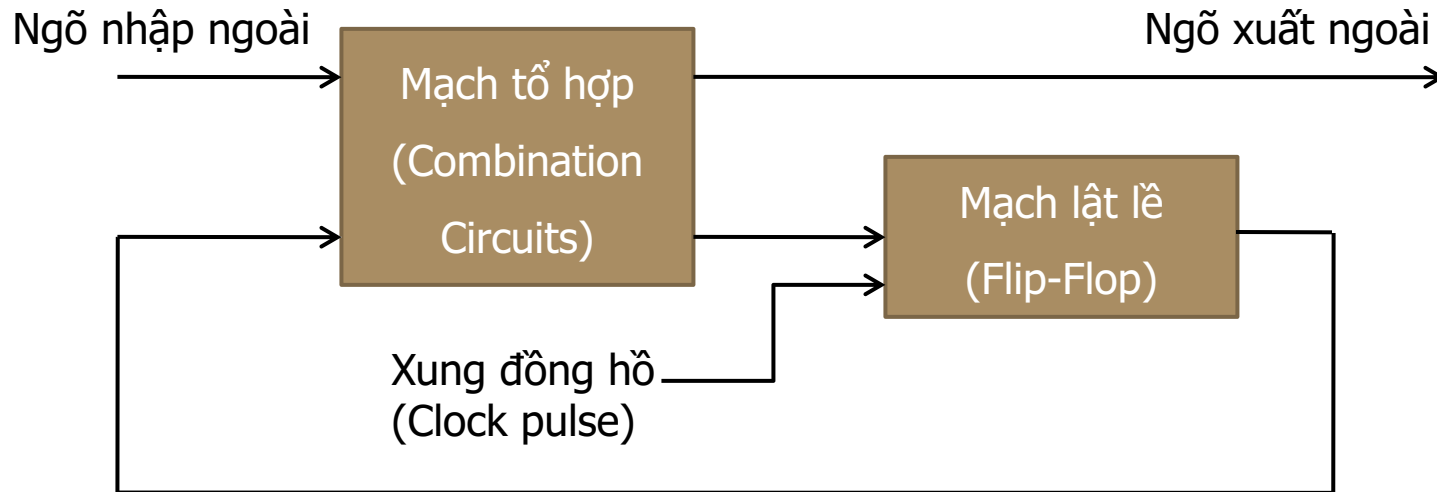 Ngõ nhập ngoài
Ngõ xuất ngoài
Mạch tổ hợp
(Combination
Circuits)
Mạch lật lề
(Flip-Flop)
Xung đồng hồ
(Clock pulse)